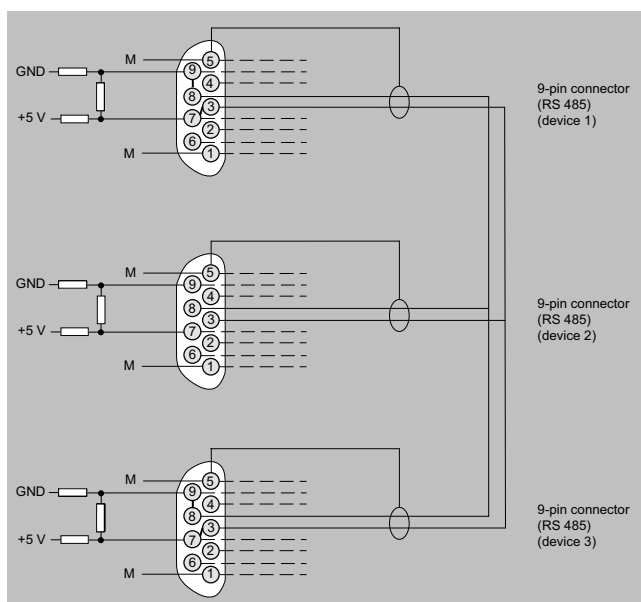 M
5
GND
9
4
8
3
+5 V
7
2
6
M
1
9-pin connector
(RS 485)
(device 1)
M
5
GND
9
4
8
3
+5 V
7
2
6
M
1
9-pin connector
(RS 485)
(device 2)
M
5
GND
9
4
8
3
+5 V
7
2
6
M
1
9-pin connector
(RS 485)
(device 3)